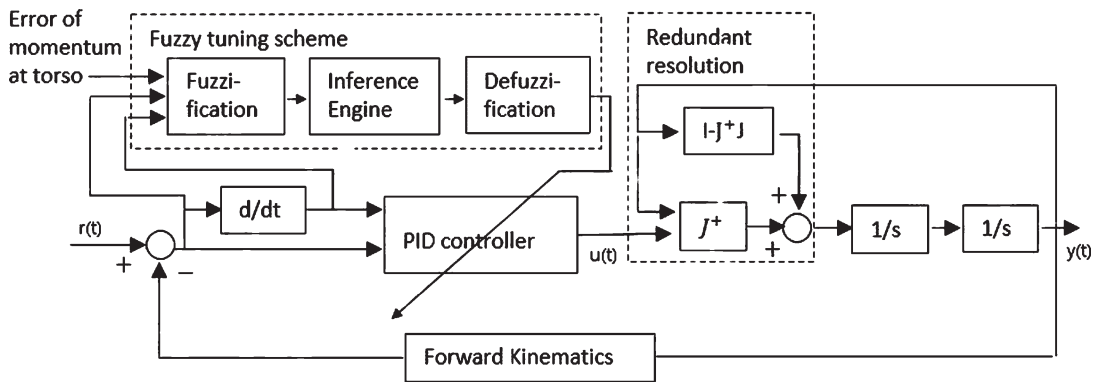 Error of
momentum
at torso
Fuzzy tuning scheme
Fuzzi-
fication
Inference
Engine
Defuzzi-
fication
Redundant
resolution
I-J⁺J
d/dt
r(t)
+
−
PID controller
u(t)
J⁺
+
+
1/s
1/s
y(t)
Forward Kinematics